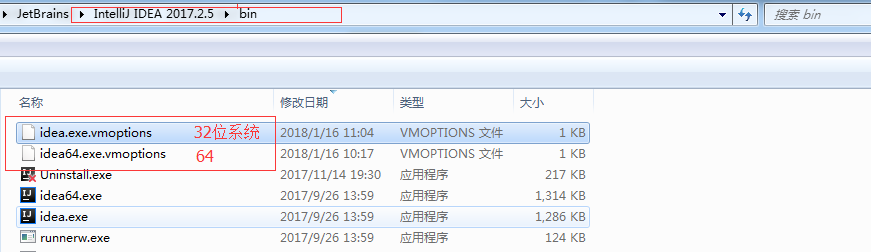 JetBrains ▸ IntelliJ IDEA 2017.2.5 ▸ bin 搜索 bin
名称 修改日期 类型 大小
idea.exe.vmoptions 32位系统 2018/1/16 11:04 VMOPTIONS 文件 1 KB
idea64.exe.vmoptions 64 2018/1/16 10:17 VMOPTIONS 文件 1 KB
Uninstall.exe 2017/11/14 19:30 应用程序 217 KB
idea64.exe 2017/9/26 13:59 应用程序 1,314 KB
idea.exe 2017/9/26 13:59 应用程序 1,286 KB
runnerw.exe 2017/9/26 13:59 应用程序 124 KB